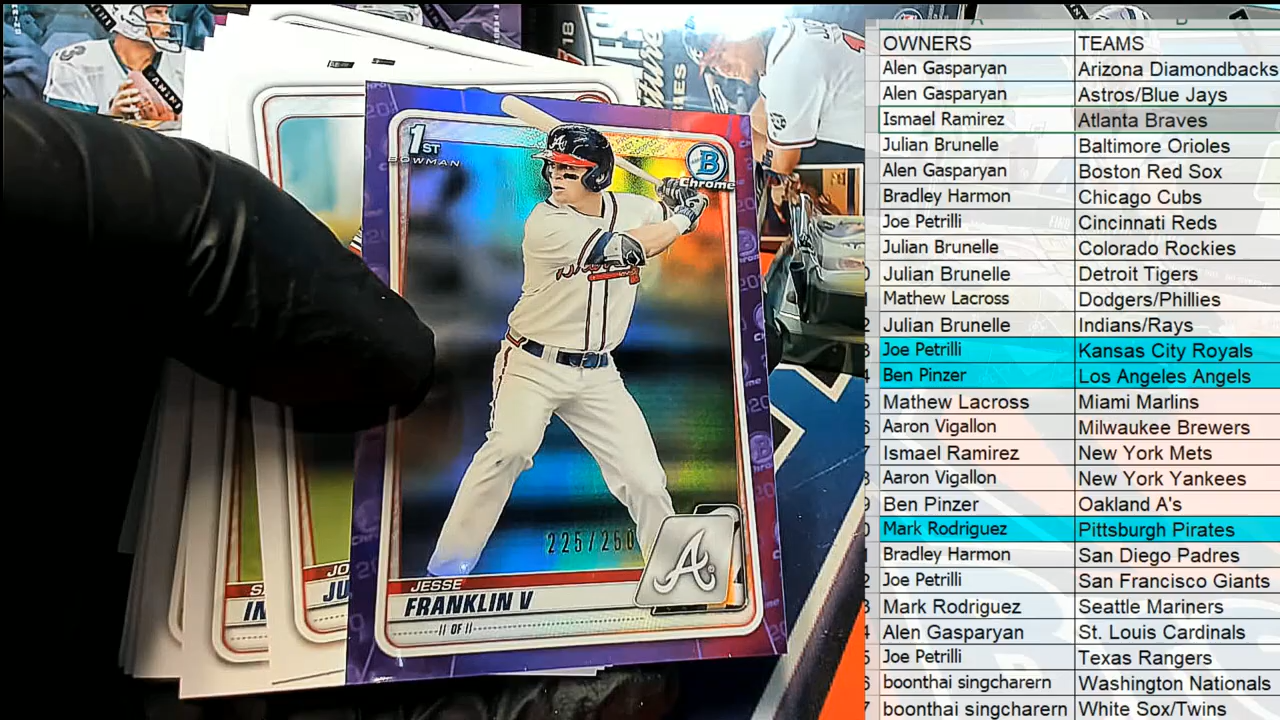 1ST
BOWMAN
B
Chrome
225/250
A
JESSE
FRANKLIN V
II OF II
OWNERS TEAMS
Alen Gasparyan Arizona Diamondbacks
Alen Gasparyan Astros/Blue Jays
Ismael Ramirez Atlanta Braves
Julian Brunelle Baltimore Orioles
Alen Gasparyan Boston Red Sox
Bradley Harmon Chicago Cubs
Joe Petrilli Cincinnati Reds
Julian Brunelle Colorado Rockies
Julian Brunelle Detroit Tigers
Mathew Lacross Dodgers/Phillies
Julian Brunelle Indians/Rays
Joe Petrilli Kansas City Royals
Ben Pinzer Los Angeles Angels
Mathew Lacross Miami Marlins
Aaron Vigallon Milwaukee Brewers
Ismael Ramirez New York Mets
Aaron Vigallon New York Yankees
Ben Pinzer Oakland A's
Mark Rodriguez Pittsburgh Pirates
Bradley Harmon San Diego Padres
Joe Petrilli San Francisco Giants
Mark Rodriguez Seattle Mariners
Alen Gasparyan St. Louis Cardinals
Joe Petrilli Texas Rangers
boonthai singcharern Washington Nationals
boonthai singcharern White Sox/Twins